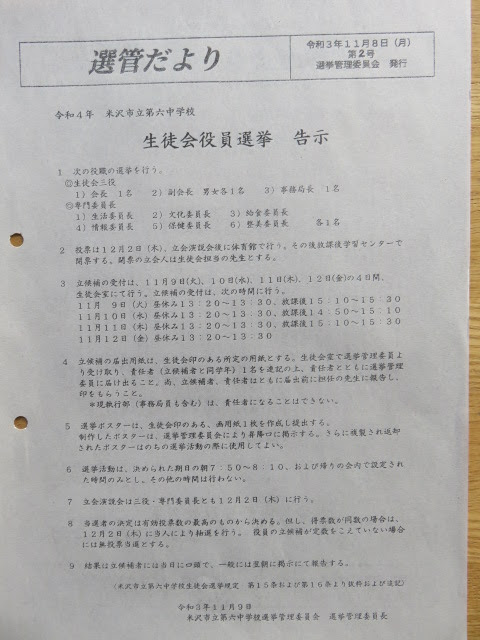 選管だより
令和3年11月8日(月)
第2号
選挙管理委員会　発行
令和4年　米沢市立第六中学校
生徒会役員選挙　告示
1　次の役職の選挙を行う。
◎生徒会三役
1)会長　1名　2)副会長　男女各1名　3)事務局長　1名
◎専門委員長
1)生活委員長　2)文化委員長　3)給食委員長
4)情報委員長　5)保健委員長　6)整美委員長　各1名
2　投票は12月2日(木)、立会演説会後に体育館で行う。その後放課後学習センターで
開票する。開票の立会人は生徒会担当の先生とする。
3　立候補の受付は、11月9日(火)、10日(水)、11日(木)、12日(金)の4日間、
生徒会室にて行う。立候補の受付は、次の時間に行う。
11月　9日(火)昼休み13:20～13:30、放課後15:10～15:30
11月10日(水)昼休み13:20～13:30、放課後14:50～15:10
11月11日(木)昼休み13:20～13:30、放課後15:10～15:30
11月12日(金)昼休み13:20～13:30
4　立候補の届出用紙は、生徒会印のある所定の用紙とする。生徒会室で選挙管理委員よ
り受け取り、責任者(立候補者と同学年)1名を連記の上、責任者とともに選挙管理
委員に届け出ること。尚、立候補者、責任者はともに届出前に担任の先生に報告し、
印をもらうこと。
＊現執行部(事務局員も含む)は、責任者になることはできない。
5　選挙ポスターは、生徒会印のある、画用紙1枚を作成し提出する。
制作したポスターは、選挙管理委員会により昇降口に掲示する。さらに複製され返却
されたポスターはのちの選挙活動の際に使用してよい。
6　選挙活動は、決められた期日の朝7:50～8:10、および帰りの会内で設定され
た時間のみとし、その他の時間は行わない。
7　立会演説会は三役・専門委員長とも12月2日(木)に行う。
8　当選者の決定は有効投票数の最高のものから決める。但し、得票数が同数の場合は、
12月2日(木)に当人により抽選を行う。　役員の立候補が定数をこえていない場合
には無投票当選とする。
9　結果は立候補者には当日に口頭で、一般には翌朝に掲示にて報告する。
(米沢市立第六中学校生徒会選挙規定　第15条および第16条より抜粋および追記)
令和3年11月9日
米沢市立第六中学校選挙管理委員会　選挙管理委員長